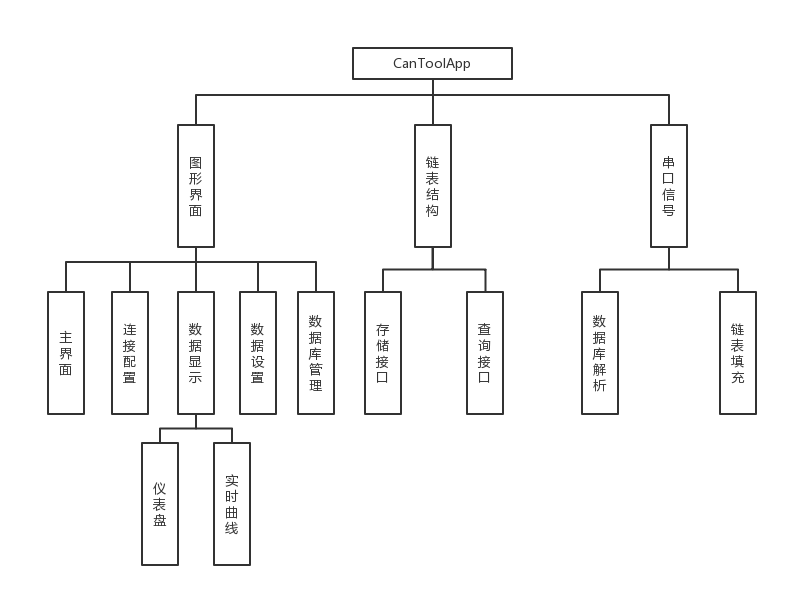 CanToolApp
图形界面
链表结构
串口信号
主界面
连接配置
数据显示
数据设置
数据库管理
存储接口
查询接口
数据库解析
链表填充
仪表盘
实时曲线